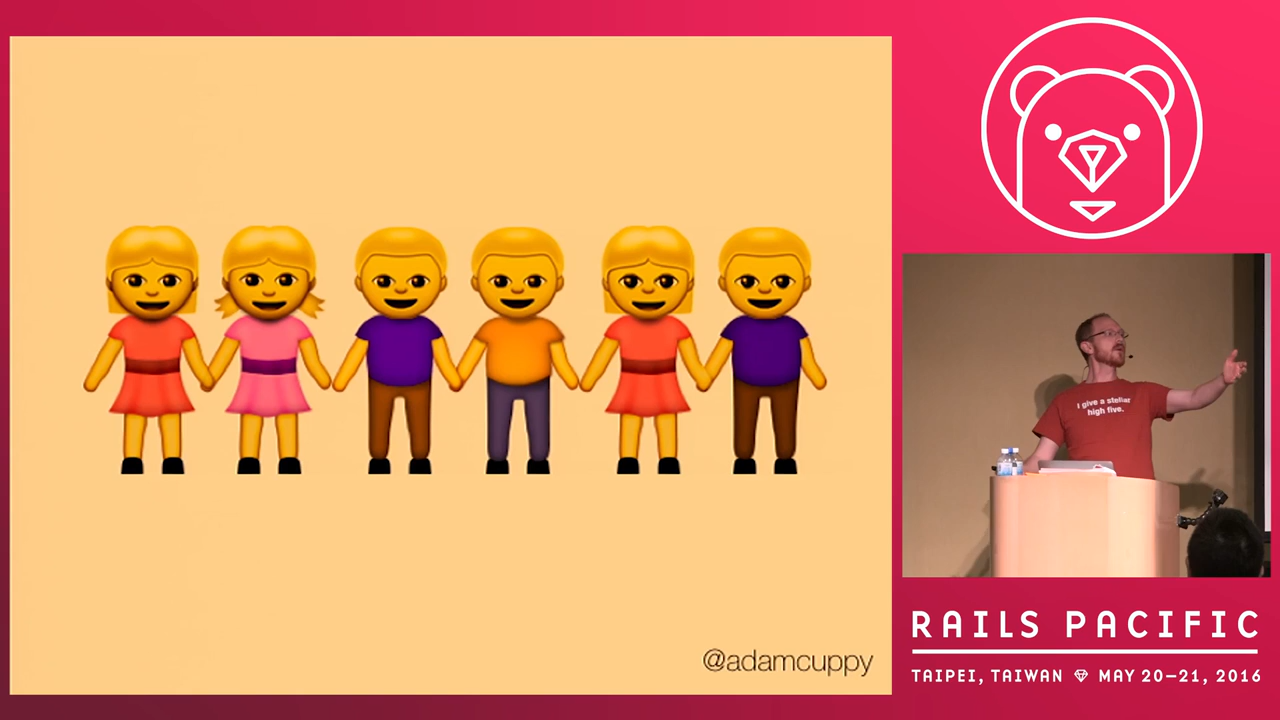 @adamcuppy
I give a stellar
high five.
RAILS PACIFIC
TAIPEI, TAIWAN MAY 20–21, 2016